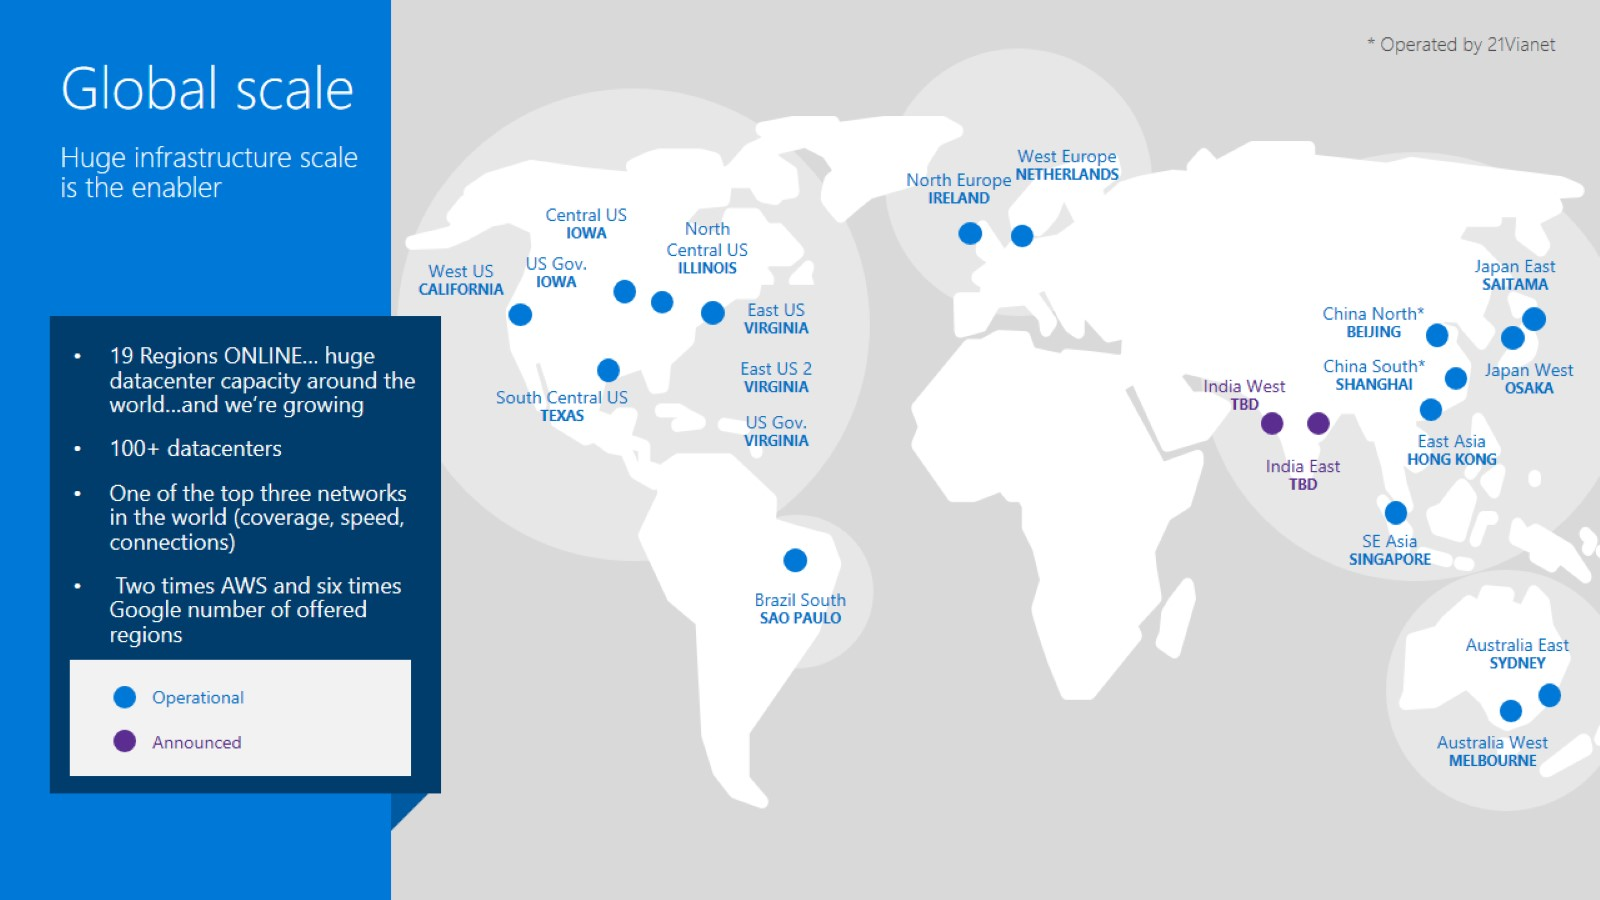 Global scale
Huge infrastructure scale
is the enabler
• 19 Regions ONLINE... huge
datacenter capacity around the
world...and we're growing
• 100+ datacenters
• One of the top three networks
in the world (coverage, speed,
connections)
• Two times AWS and six times
Google number of offered
regions
Operational
Announced
* Operated by 21Vianet
Central US
IOWA
North
Central US
ILLINOIS
US Gov.
IOWA
West US
CALIFORNIA
East US
VIRGINIA
East US 2
VIRGINIA
South Central US
TEXAS
US Gov.
VIRGINIA
Brazil South
SAO PAULO
North Europe
IRELAND
West Europe
NETHERLANDS
Japan East
SAITAMA
China North*
BEIJING
China South*
SHANGHAI
Japan West
OSAKA
India West
TBD
India East
TBD
East Asia
HONG KONG
SE Asia
SINGAPORE
Australia East
SYDNEY
Australia West
MELBOURNE